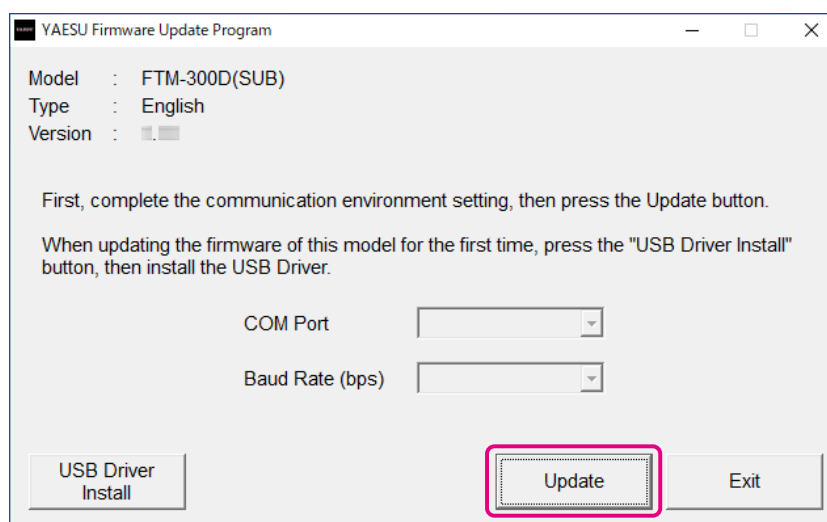 YAESU Firmware Update Program
Model : FTM-300D(SUB)
Type : English
Version :
First, complete the communication environment setting, then press the Update button.
When updating the firmware of this model for the first time, press the "USB Driver Install"
button, then install the USB Driver.
COM Port
Baud Rate (bps)
USB Driver
Install
Update
Exit